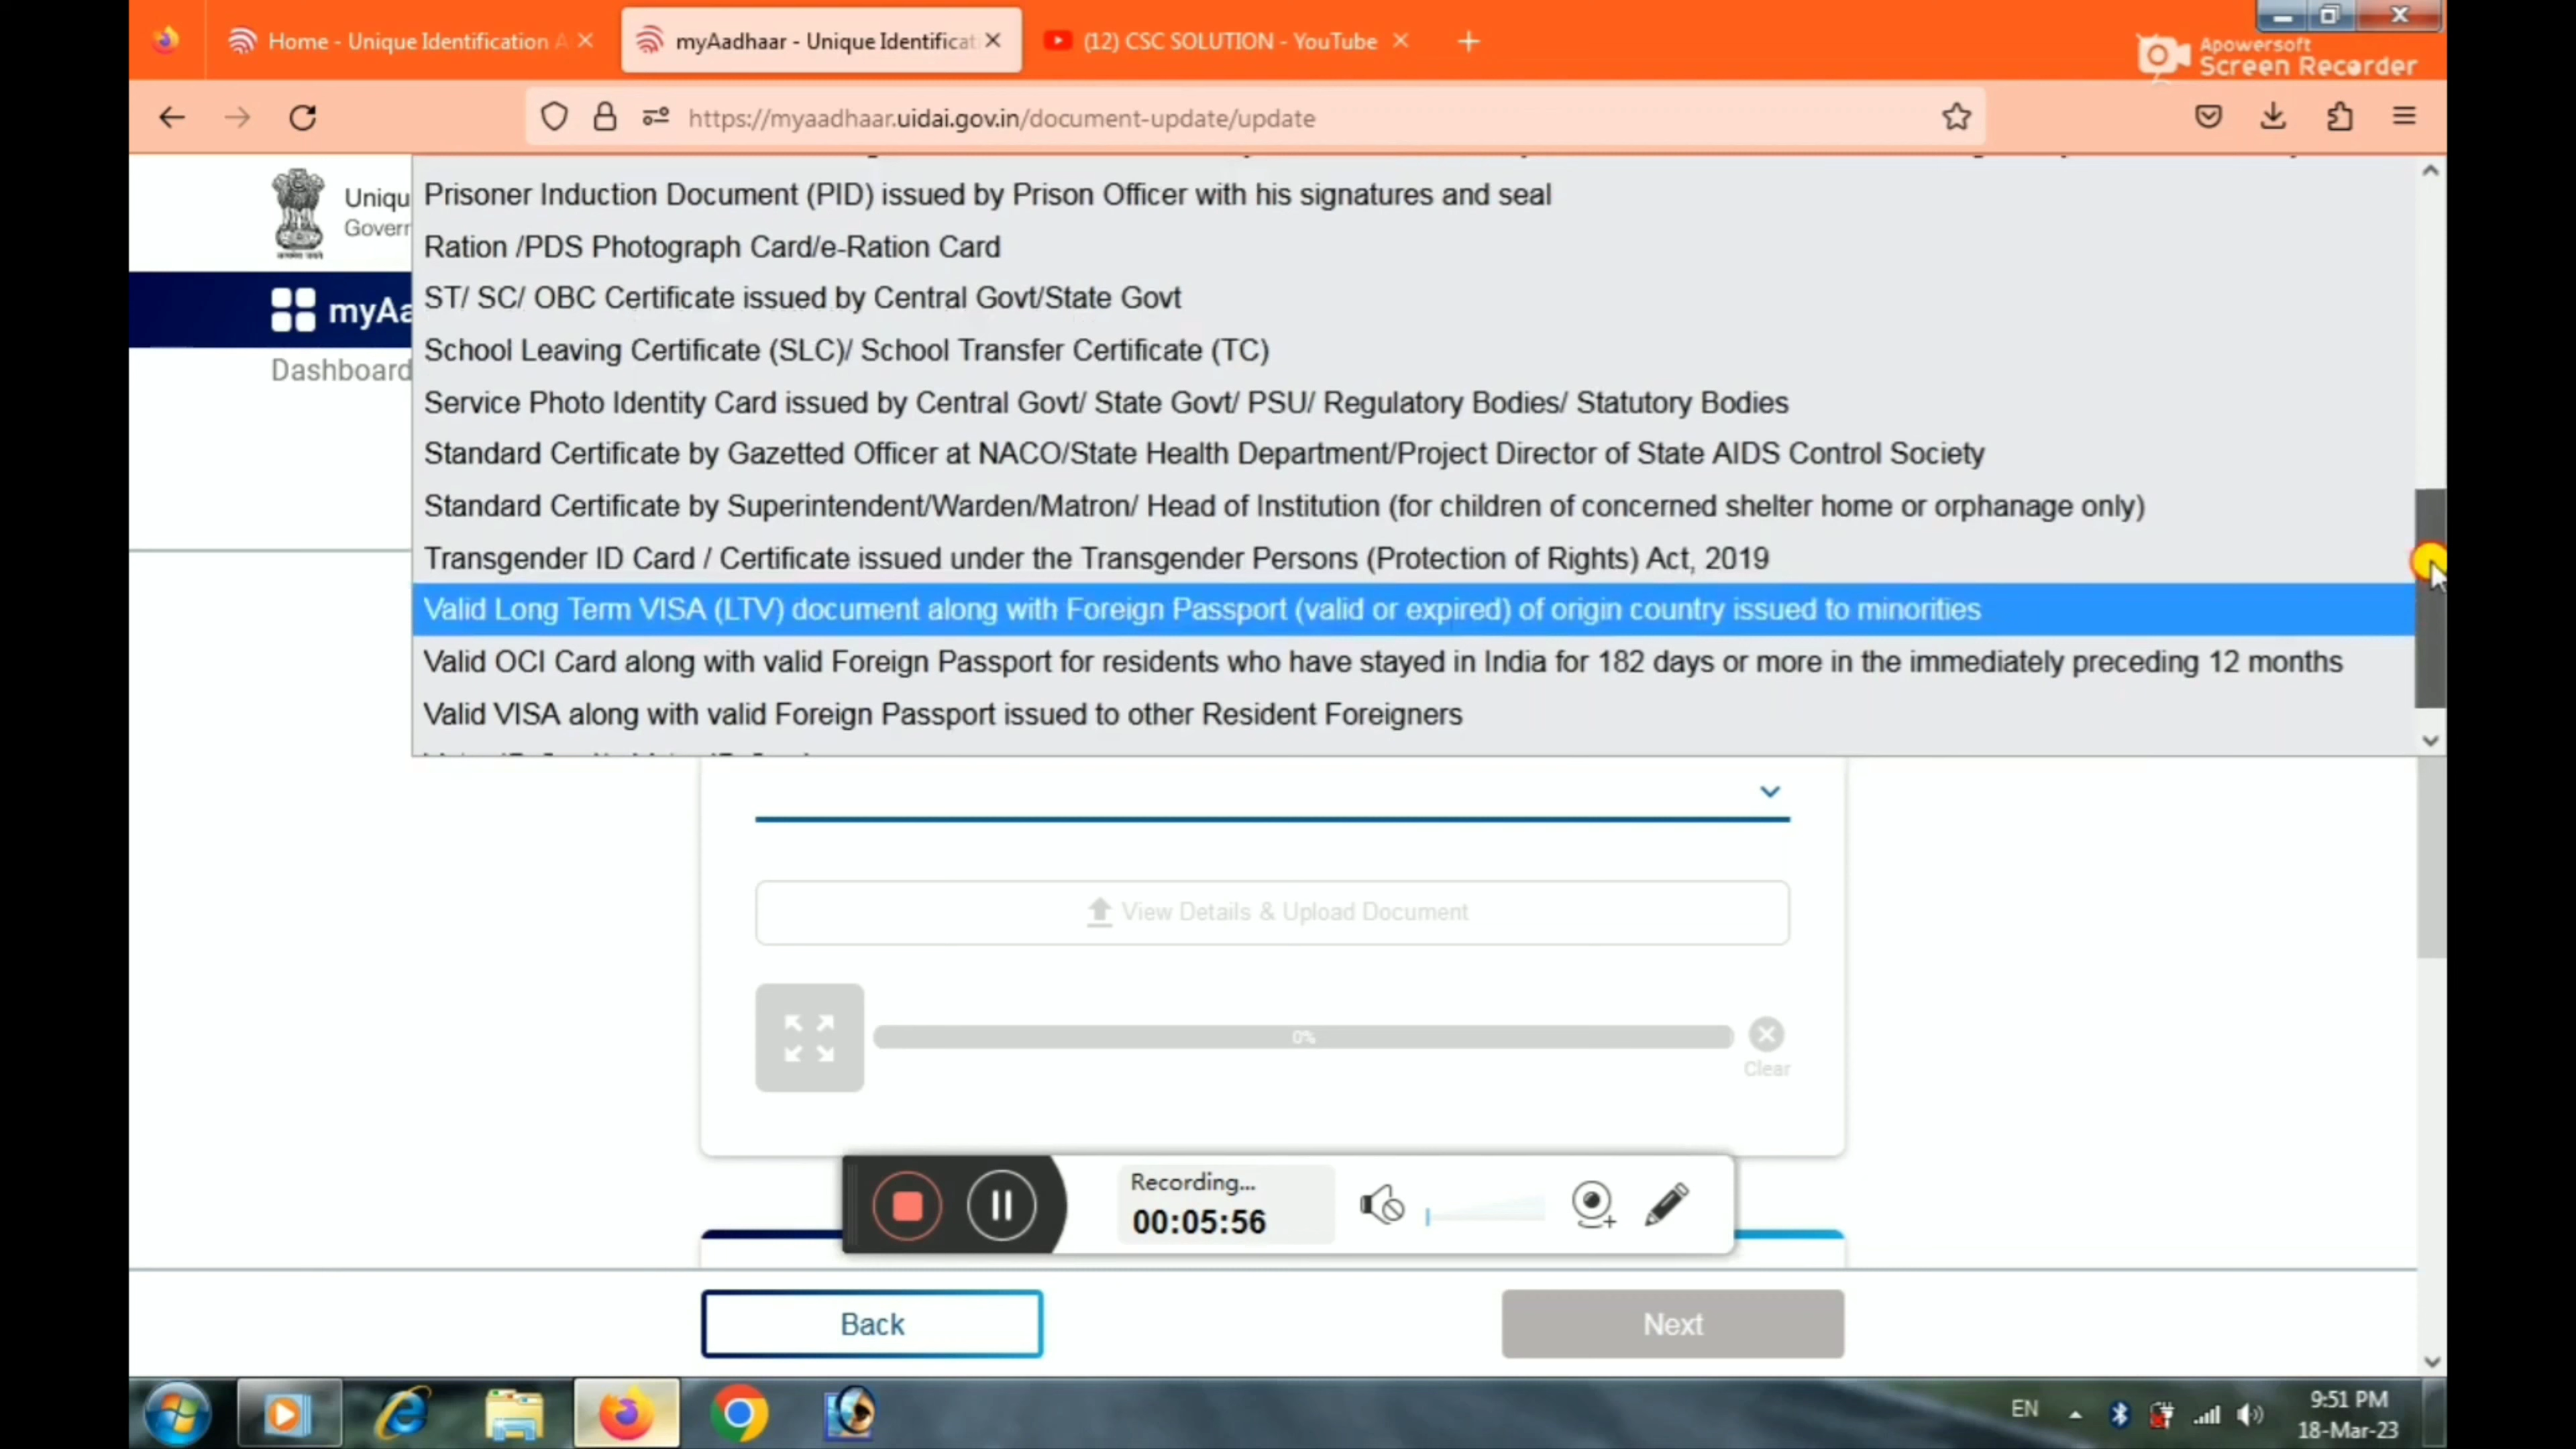 Home - Unique Identification A
myAadhaar - Unique Identificat
(12) CSC SOLUTION - YouTube
Apowersoft
Screen Recorder
https://myaadhaar.uidai.gov.in/document-update/update
Uniqu
Govern
myAa
Dashboard
Prisoner Induction Document (PID) issued by Prison Officer with his signatures and seal
Ration /PDS Photograph Card/e-Ration Card
ST/ SC/ OBC Certificate issued by Central Govt/State Govt
School Leaving Certificate (SLC)/ School Transfer Certificate (TC)
Service Photo Identity Card issued by Central Govt/ State Govt/ PSU/ Regulatory Bodies/ Statutory Bodies
Standard Certificate by Gazetted Officer at NACO/State Health Department/Project Director of State AIDS Control Society
Standard Certificate by Superintendent/Warden/Matron/ Head of Institution (for children of concerned shelter home or orphanage only)
Transgender ID Card / Certificate issued under the Transgender Persons (Protection of Rights) Act, 2019
Valid Long Term VISA (LTV) document along with Foreign Passport (valid or expired) of origin country issued to minorities
Valid OCI Card along with valid Foreign Passport for residents who have stayed in India for 182 days or more in the immediately preceding 12 months
Valid VISA along with valid Foreign Passport issued to other Resident Foreigners
View Details & Upload Document
0%
Clear
Recording...
00:05:56
Back
Next
EN
9:51 PM
18-Mar-23